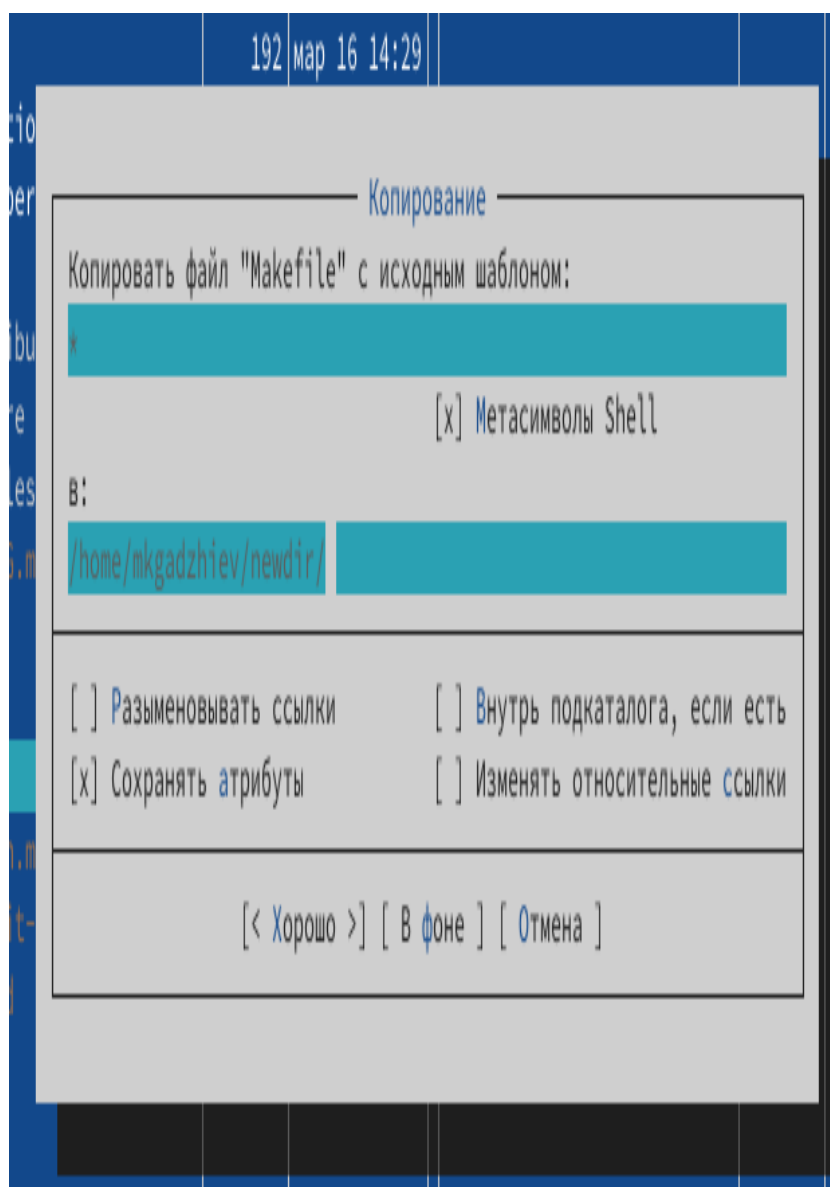 192 мар 16 14:29
Копирование
Копировать файл "Makefile" с исходным шаблоном:
*
[x] Метасимволы Shell
в:
/home/mkgadzhiev/newdir/
[ ] Разыменовывать ссылки [ ] Внутрь подкаталога, если есть
[x] Сохранять атрибуты [ ] Изменять относительные ссылки
[< Хорошо >] [ В фоне ] [ Отмена ]